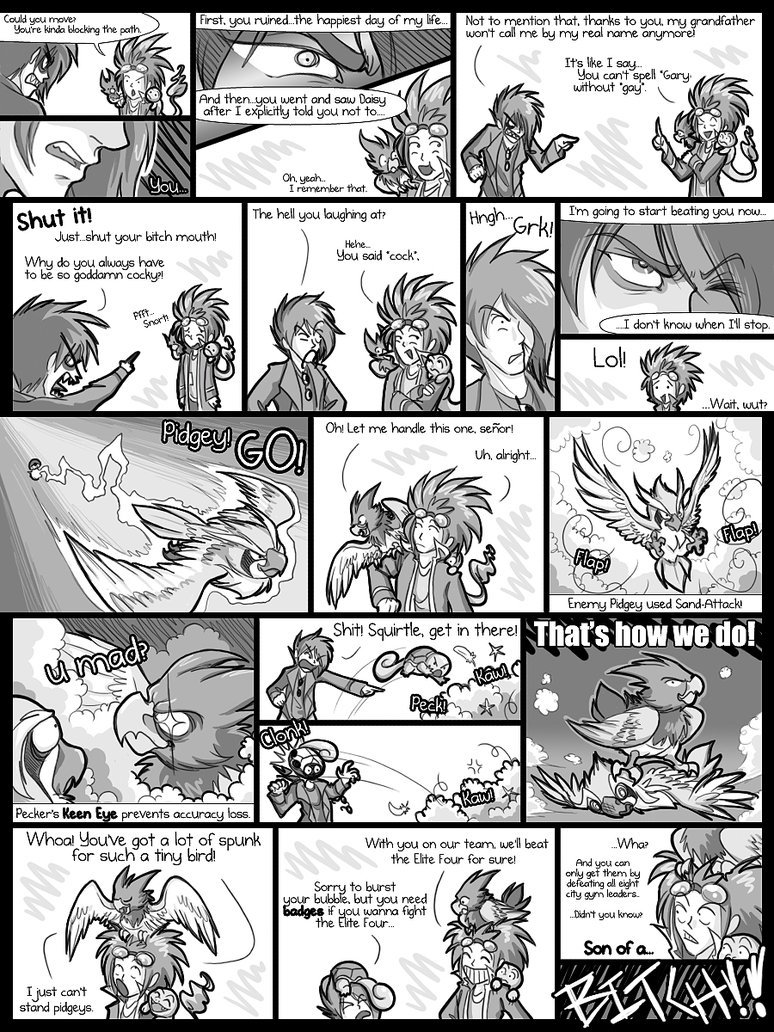 Could you move?
You're kinda blocking the path.
You...
First, you ruined...the happiest day of my life...
And then...you went and saw Daisy
after I explicitly told you not to....
Oh, yeah...
I remember that.
Not to mention that, thanks to you, my grandfather
won't call me by my real name anymore!
It's like I say...
You can't spell "Gary"
without "gay".
Shut it!
Just...shut your bitch mouth!
Why do you always have
to be so goddamn cocky?!
Pfft...
Snort!
The hell you laughing at?
Hehe...
You said "cock".
Hngh...
Grk!
I'm going to start beating you now...
....I don't know when I'll stop.
Lol!
...Wait, wut?
Pidgey!
GO!
Oh! Let me handle this one, señor!
Uh, alright...
Flap!
Flap!
Flap!
Enemy Pidgey used Sand-Attack!
u mad?
Pecker's Keen Eye prevents accuracy loss.
Shit! Squirtle, get in there!
Kaw!
Peck!
Clonk!
Kaw!
That's how we do!
Whoa! You've got a lot of spunk
for such a tiny bird!
I just can't
stand pidgeys.
With you on our team, we'll beat
the Elite Four for sure!
Sorry to burst
your bubble, but you need
badges if you wanna fight
the Elite Four...
...Wha?
And you can
only get them by
defeating all eight
city gym leaders...
...Didn't you know?
Son of a...
BITCH!!